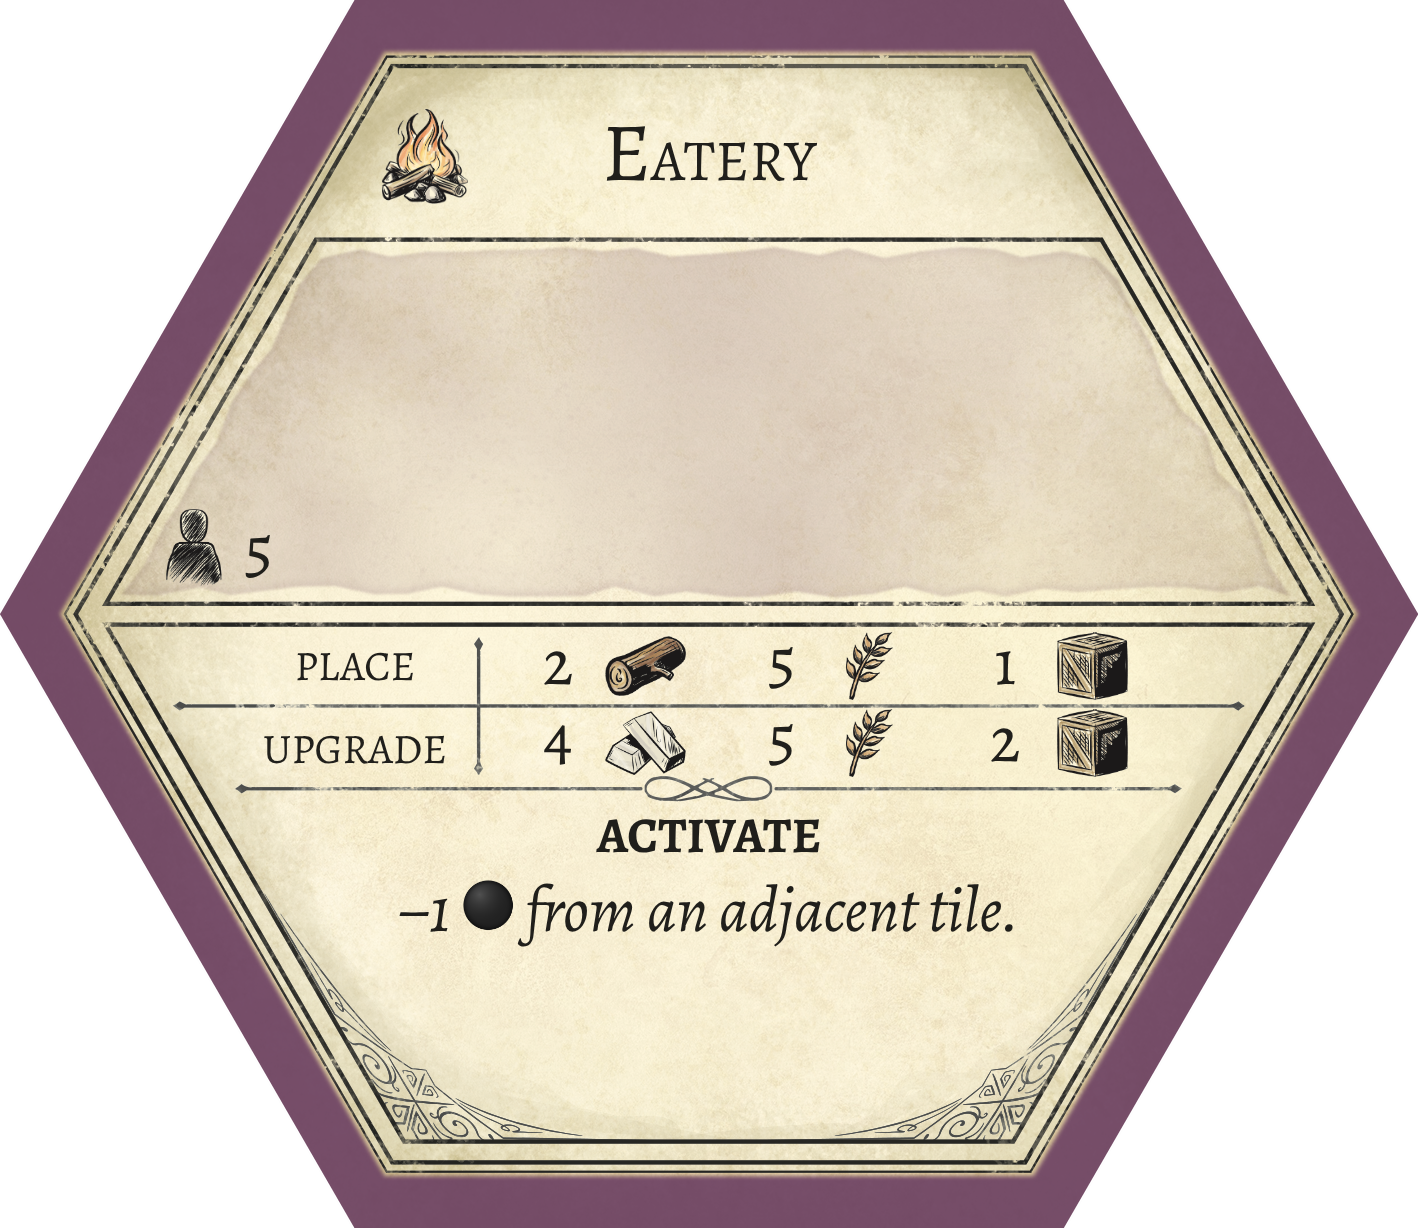 Eatery
5
PLACE 2 5 1
UPGRADE 4 5 2
ACTIVATE
–1 from an adjacent tile.